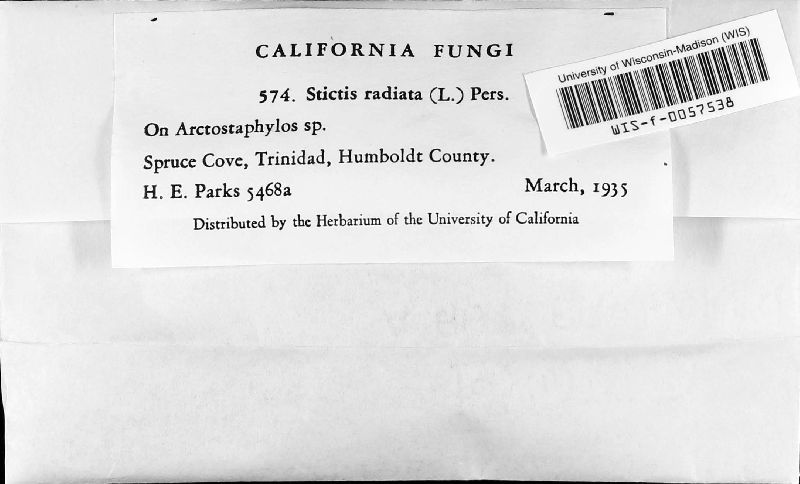 CALIFORNIA FUNGI
574. Stictis radiata (L.) Pers.
On Arctostaphylos sp.
Spruce Cove, Trinidad, Humboldt County.
H. E. Parks 5468a March, 1935
Distributed by the Herbarium of the University of California
University of Wisconsin-Madison (WIS)
WIS-f-0057538